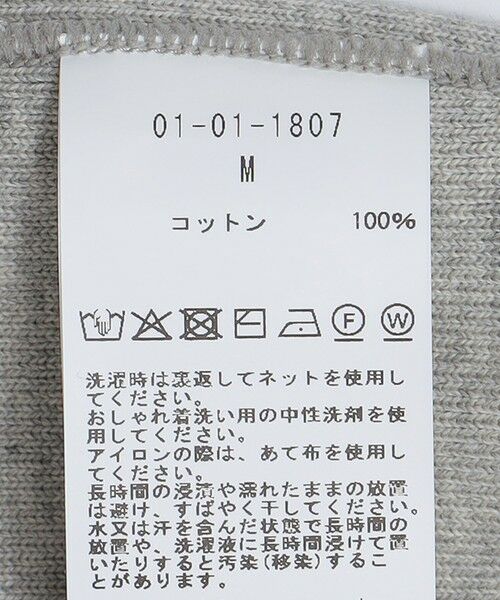 01-01-1807
M
コットン 100%
F W
洗濯時は裏返してネットを使用し
てください。
おしゃれ着洗い用の中性洗剤を使
用してください。
アイロンの際は、あて布を使用し
てください。
長時間の浸漬や濡れたままの放置
は避け、すばやく干してください。
水又は汗を含んだ状態で長時間の
放置や、洗濯液に長時間浸けて置
いたりすると汚染(移染)するこ
とがあります。